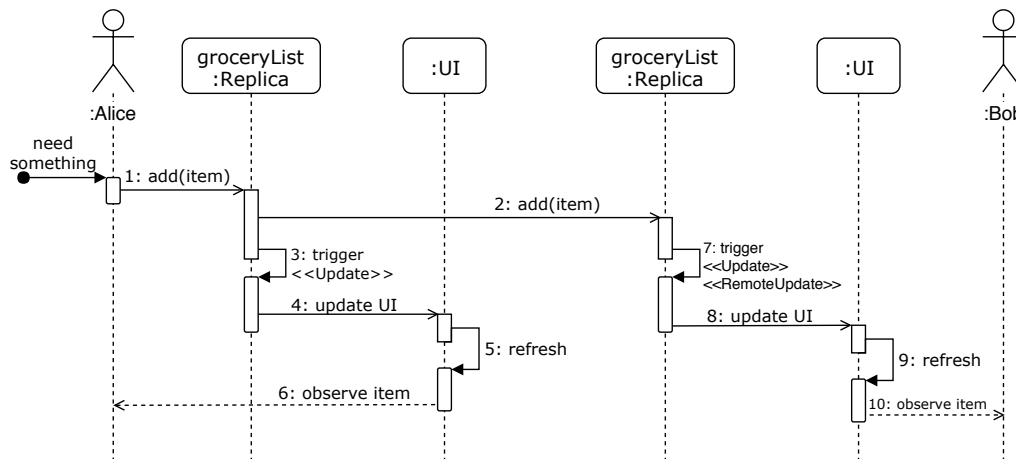 groceryList
:Replica
:UI
groceryList
:Replica
:UI
:Alice
:Bob
need
something
1: add(item)
2: add(item)
3: trigger
<<Update>>
7: trigger
<<Update>>
<<RemoteUpdate>>
4: update UI
8: update UI
5: refresh
9: refresh
6: observe item
10: observe item